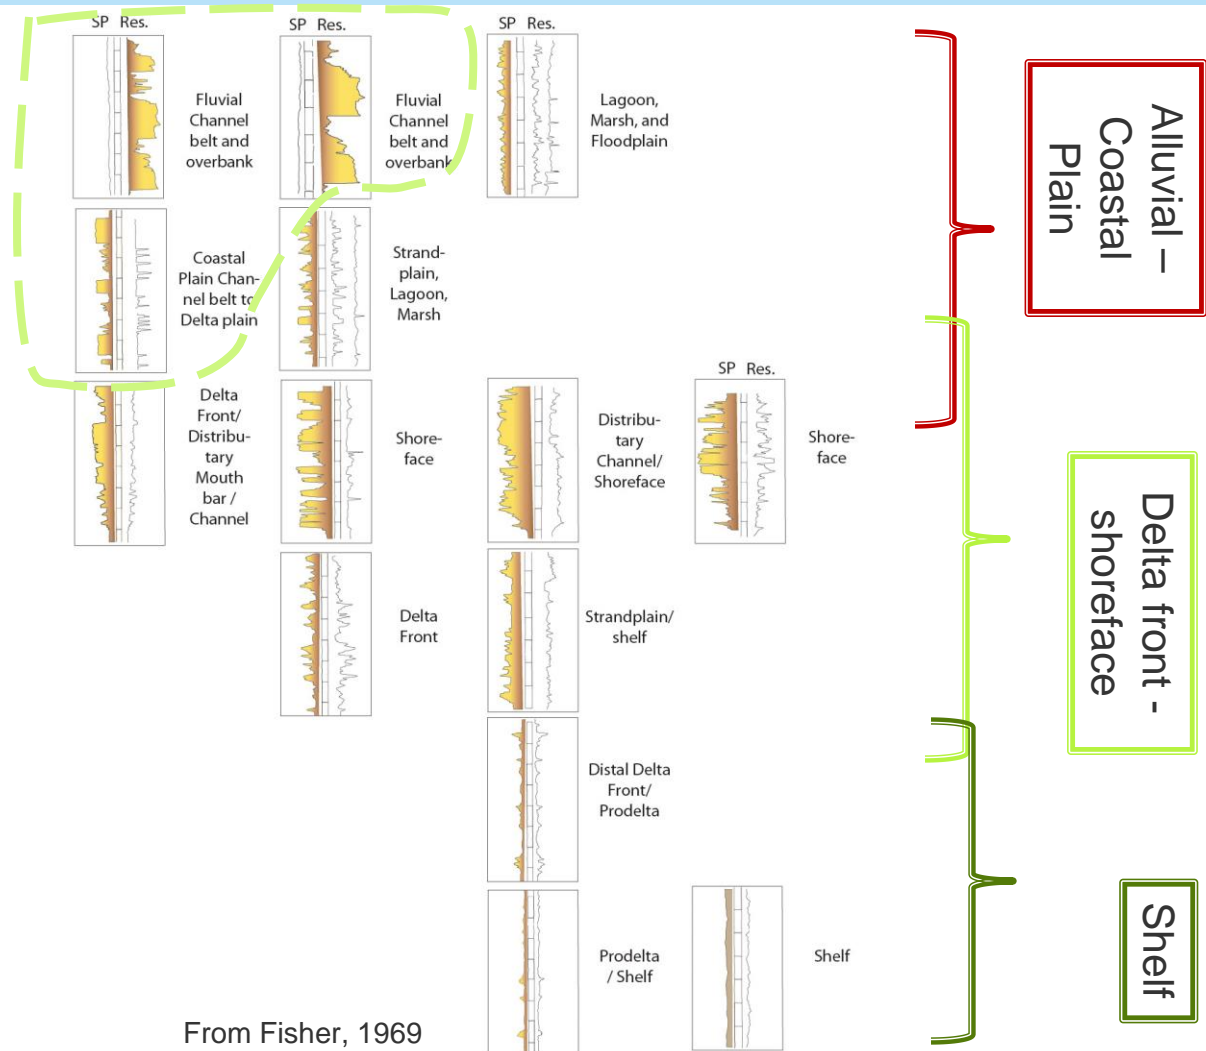 SP Res.
SP Res.
SP Res.
Fluvial
Channel
belt and
overbank
Fluvial
Channel
belt and
overbank
Lagoon,
Marsh, and
Floodplain
Alluvial –
Coastal
Plain
Coastal
Plain Chan-
nel belt to
Delta plain
Strand-
plain,
Lagoon,
Marsh
SP Res.
Delta
Front/
Distribu-
tary
Mouth
bar /
Channel
Shore-
face
Distribu-
tary
Channel/
Shoreface
Shore-
face
Delta front -
shoreface
Delta
Front
Strandplain/
shelf
Distal Delta
Front/
Prodelta
Prodelta
/ Shelf
Shelf
Shelf
From Fisher, 1969